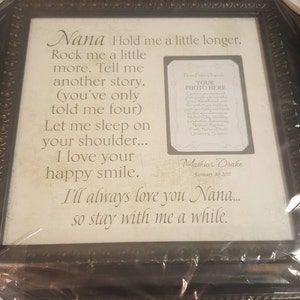 Nana Hold me a little longer,
Rock me a little
more. Tell me
another story,
(you've only
told me four)
Let me sleep on
your shoulder...
I love your
happy smile.
YOUR
PHOTO HERE
I'll always love you Nana...
so stay with me a while.